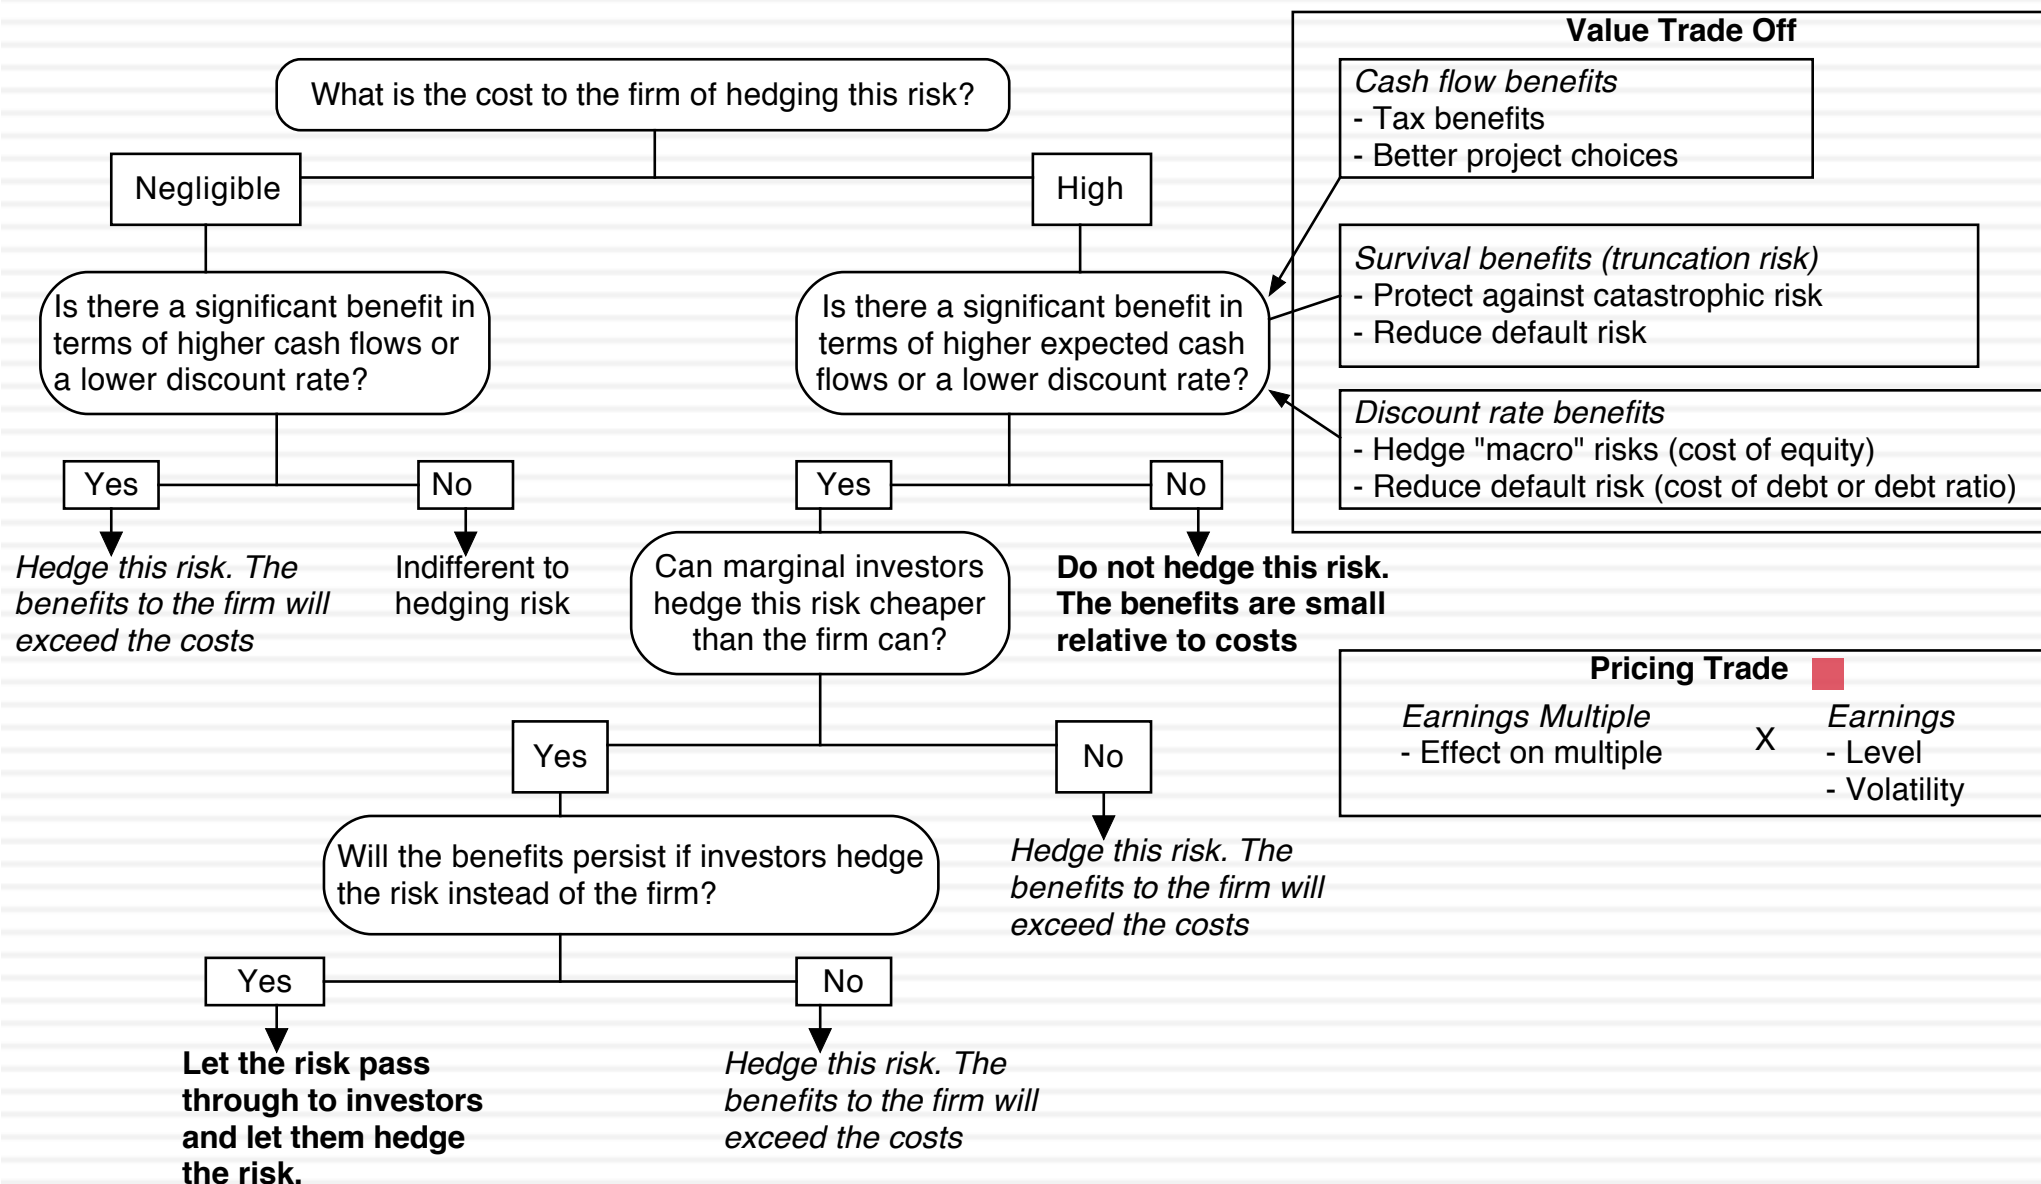 What is the cost to the firm of hedging this risk?
Negligible
High
Is there a significant benefit in
terms of higher cash flows or
a lower discount rate?
Is there a significant benefit in
terms of higher expected cash
flows or a lower discount rate?
Yes
No
Yes
No
Hedge this risk. The
benefits to the firm will
exceed the costs
Indifferent to
hedging risk
Can marginal investors
hedge this risk cheaper
than the firm can?
Do not hedge this risk.
The benefits are small
relative to costs
Yes
No
Will the benefits persist if investors hedge
the risk instead of the firm?
Hedge this risk. The
benefits to the firm will
exceed the costs
Yes
No
Let the risk pass
through to investors
and let them hedge
the risk.
Hedge this risk. The
benefits to the firm will
exceed the costs
Value Trade Off
Cash flow benefits
- Tax benefits
- Better project choices
Survival benefits (truncation risk)
- Protect against catastrophic risk
- Reduce default risk
Discount rate benefits
- Hedge "macro" risks (cost of equity)
- Reduce default risk (cost of debt or debt ratio)
Pricing Trade
Earnings Multiple
- Effect on multiple
X
Earnings
- Level
- Volatility